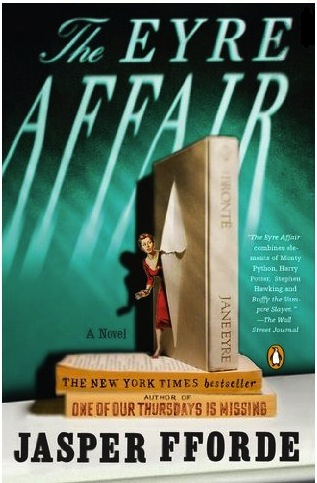 The EYRE
AFFAIR
BRONTE
JANE EYRE
"The Eyre Affair
combines ele-
ments of Monty
Python, Harry
Potter, Stephen
Hawking and
Buffy the Vam-
pire Slayer."
—The Wall
Street Journal
A Novel
THE NEW YORK TIMES bestseller
AUTHOR OF
ONE OF OUR THURSDAYS IS MISSING
JASPER FFORDE